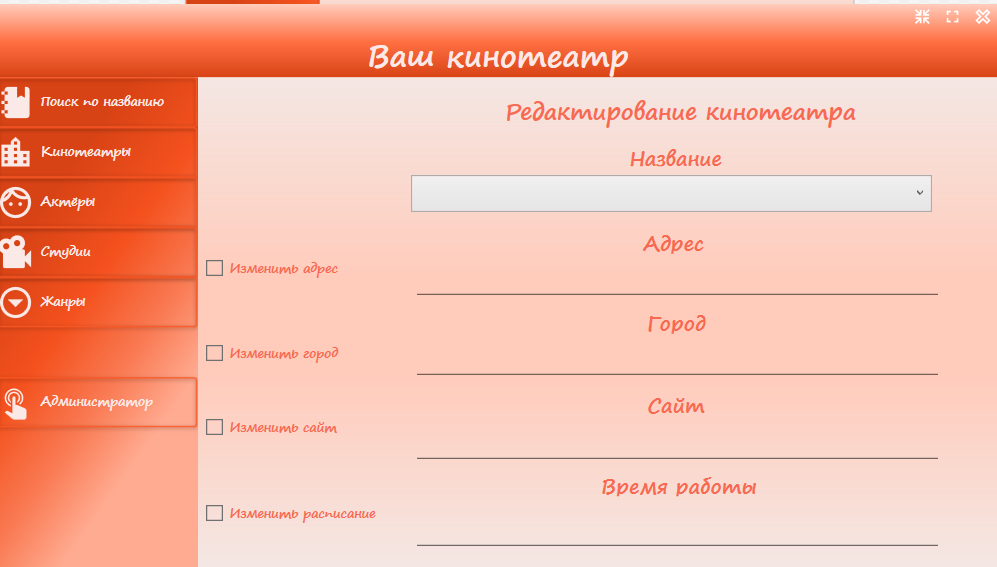 Ваш кинотеатр
Поиск по названию
Кинотеатры
Актёры
Студии
Жанры
Администратор
Редактирование кинотеатра
Название
Адрес
Изменить адрес
Город
Изменить город
Сайт
Изменить сайт
Время работы
Изменить расписание